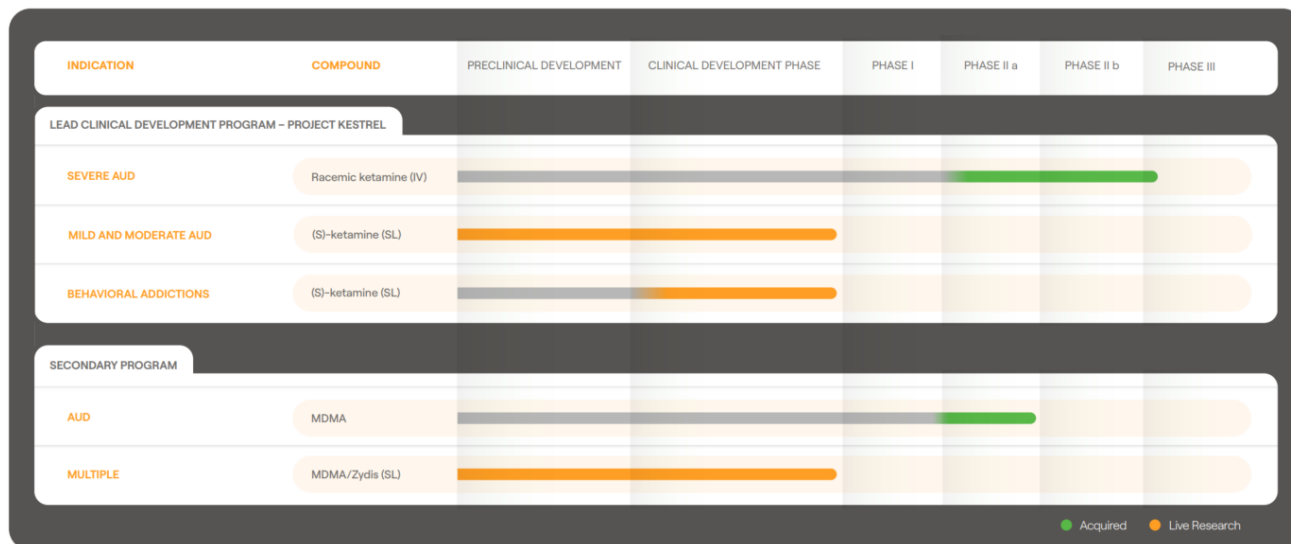 INDICATION COMPOUND PRECLINICAL DEVELOPMENT CLINICAL DEVELOPMENT PHASE PHASE I PHASE II a PHASE II b PHASE III
LEAD CLINICAL DEVELOPMENT PROGRAM – PROJECT KESTREL
SEVERE AUD Racemic ketamine (IV)
MILD AND MODERATE AUD (S)-ketamine (SL)
BEHAVIORAL ADDICTIONS (S)-ketamine (SL)
SECONDARY PROGRAM
AUD MDMA
MULTIPLE MDMA/Zydis (SL)
Acquired Live Research